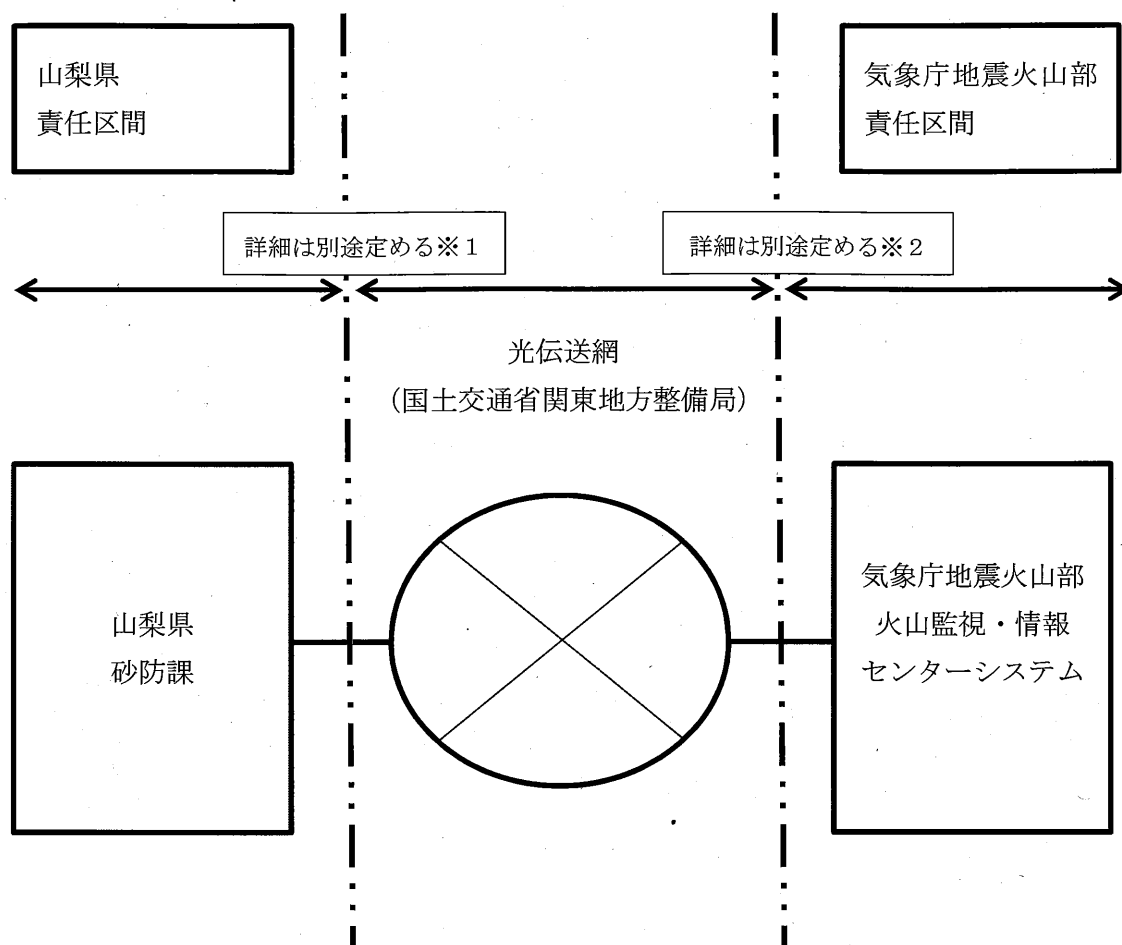 山梨県
責任区間
気象庁地震火山部
責任区間
詳細は別途定める※1
詳細は別途定める※2
光伝送網
(国土交通省関東地方整備局)
山梨県
砂防課
気象庁地震火山部
火山監視・情報
センターシステム